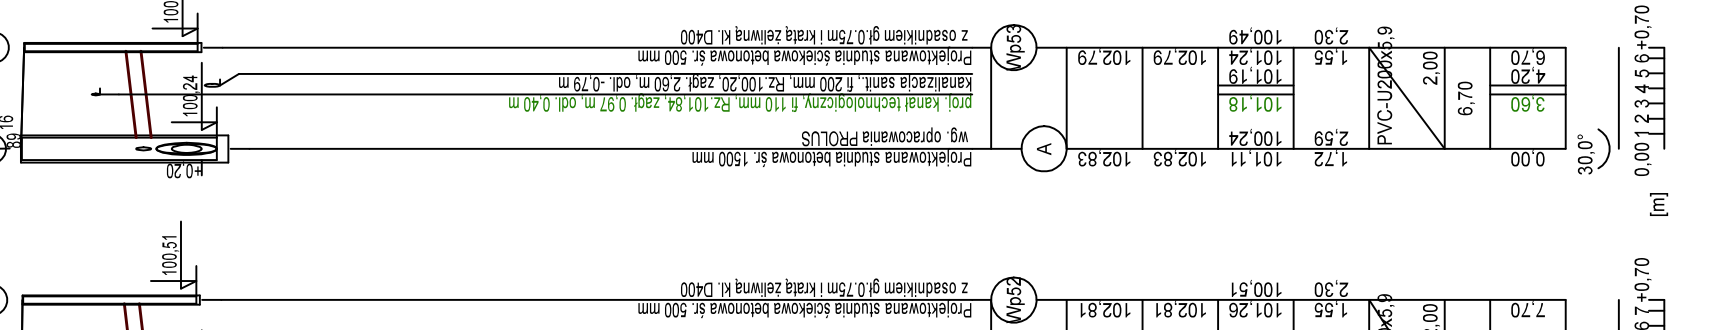 100
z osadnikiem gł.0.75m i kratą żeliwną kl. D400
Wp53
100,49
2,30
Projektowana studnia ściekowa betonowa śr. 500 mm
102,79
102,79
101,24
1,55
PVC-U200x5,9
6,70
kanalizacja sanit., fi 200 mm, Rz.100,20, zagł. 2,60 m, odl. -0,79 m
101,19
2,00
4,20
100,24
proj. kanał technologiczny, fi 110 mm, Rz.101,84, zagł. 0,97 m, odl. 0,40 m
101,18
6,70
3,60
89,16
wg. opracowania PROLUS
A
100,24
2,59
Projektowana studnia betonowa śr. 1500 mm
102,83
102,83
101,11
1,72
0,00
30,0°
+0,20
0,00 1 2 3 4 5 6 +0,70
[m]
100,51
z osadnikiem gł.0.75m i kratą żeliwną kl. D400
Wp52
100,51
2,30
Projektowana studnia ściekowa betonowa śr. 500 mm
102,81
102,81
101,26
1,55
x5,9
,00
7,70
6 7 +0,70